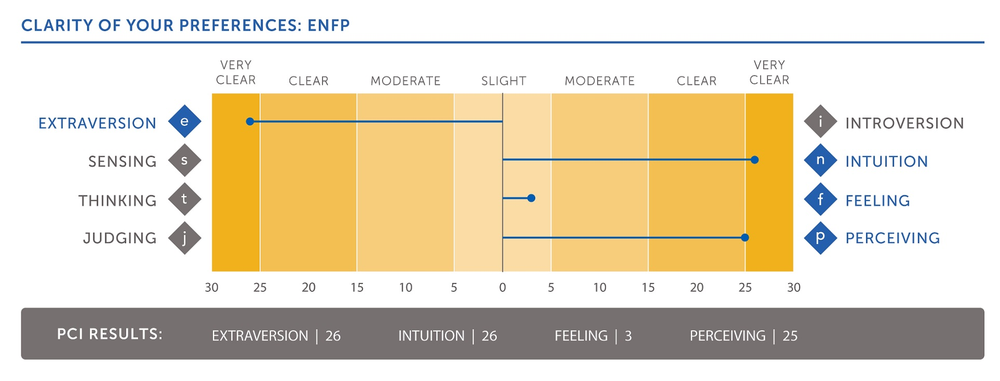 CLARITY OF YOUR PREFERENCES: ENFP
VERY CLEAR CLEAR MODERATE SLIGHT MODERATE CLEAR VERY CLEAR
EXTRAVERSION e i INTROVERSION
SENSING s n INTUITION
THINKING t f FEELING
JUDGING j p PERCEIVING
30 25 20 15 10 5 0 5 10 15 20 25 30
PCI RESULTS: EXTRAVERSION | 26 INTUITION | 26 FEELING | 3 PERCEIVING | 25